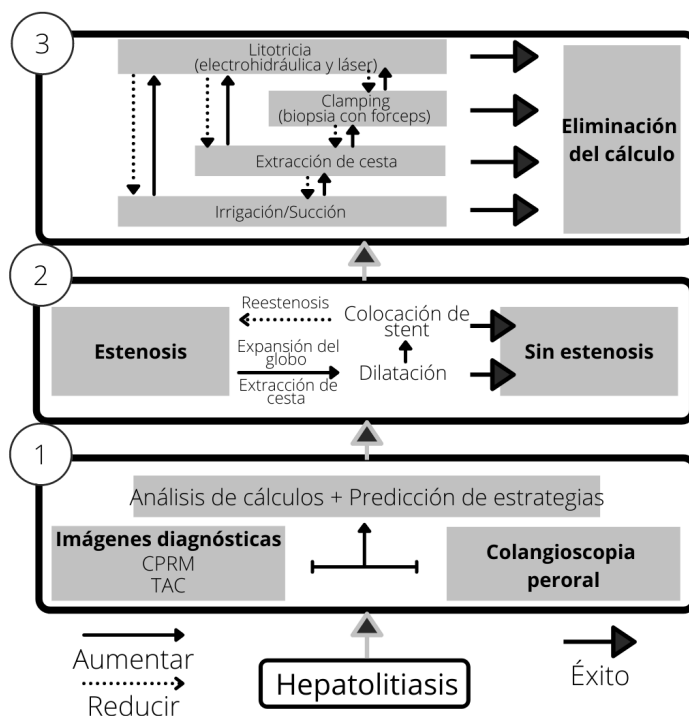 3
Litotricia
(electrohidráulica y láser)
Clamping
(biopsia con forceps)
Extracción de cesta
Irrigación/Succión
Eliminación
del cálculo
2
Estenosis
Reestenosis
Expansión del
globo
Extracción de
cesta
Colocación de
stent
Dilatación
Sin estenosis
1
Análisis de cálculos + Predicción de estrategias
Imágenes diagnósticas
CPRM
TAC
Colangioscopia
peroral
Aumentar
Reducir
Hepatolitiasis
Éxito